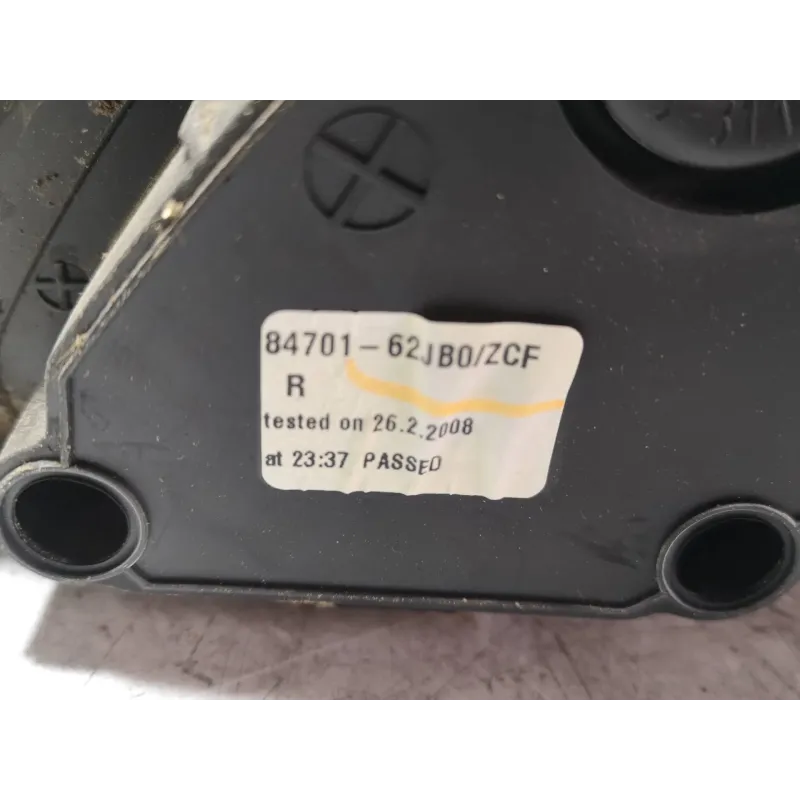 84701-62JB0/ZCF
R
tested on 26.2.2008
at 23:37 PASSED